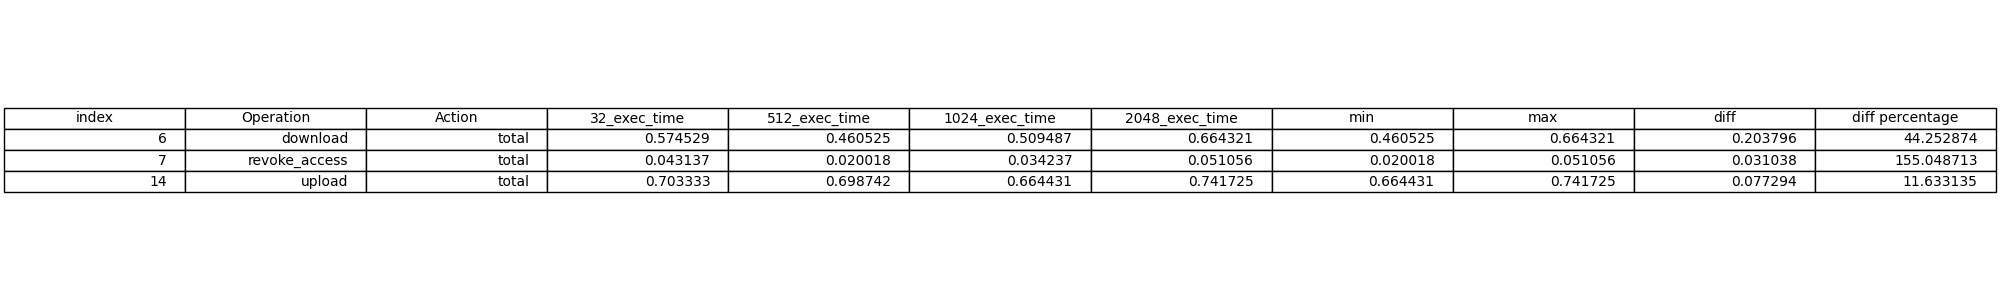 index Operation Action 32_exec_time 512_exec_time 1024_exec_time 2048_exec_time min max diff diff percentage
6 download total 0.574529 0.460525 0.509487 0.664321 0.460525 0.664321 0.203796 44.252874
7 revoke_access total 0.043137 0.020018 0.034237 0.051056 0.020018 0.051056 0.031038 155.048713
14 upload total 0.703333 0.698742 0.664431 0.741725 0.664431 0.741725 0.077294 11.633135